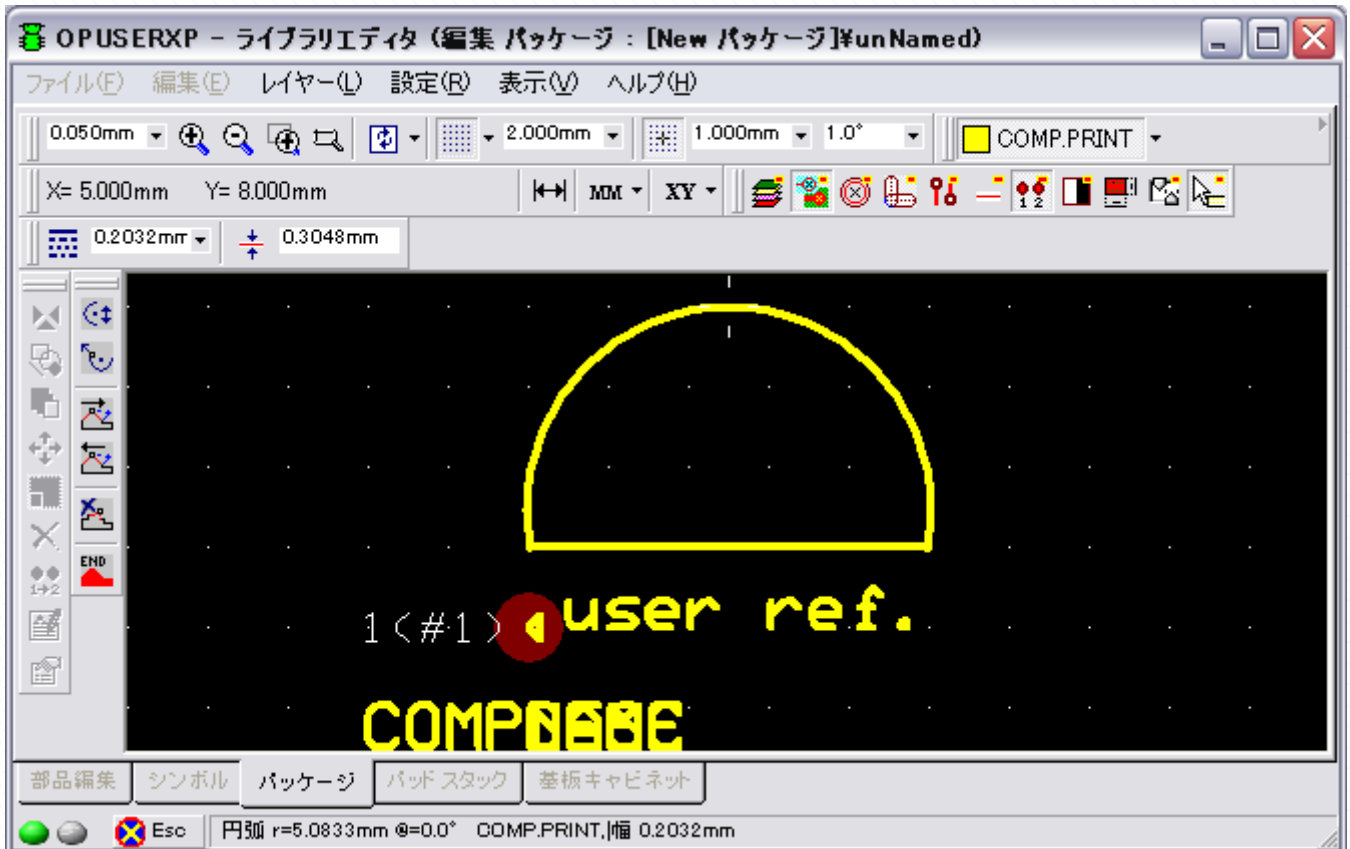 OPUSERXP - ライブラリエディタ (編集 パッケージ : [New パッケージ]¥unNamed)
ファイル(F) 編集(E) レイヤー(L) 設定(R) 表示(V) ヘルプ(H)
0.050mm 2.000mm 1.000mm 1.0° COMP.PRINT
X= 5.000mm Y= 8.000mm MM XY 1 2
0.2032mm 0.3048mm
END
1→2
1(#1) user ref.
部品編集 シンボル パッケージ パッド スタック 基板キャビネット
Esc 円弧 r=5.0833mm @=0.0° COMP.PRINT,|幅 0.2032mm